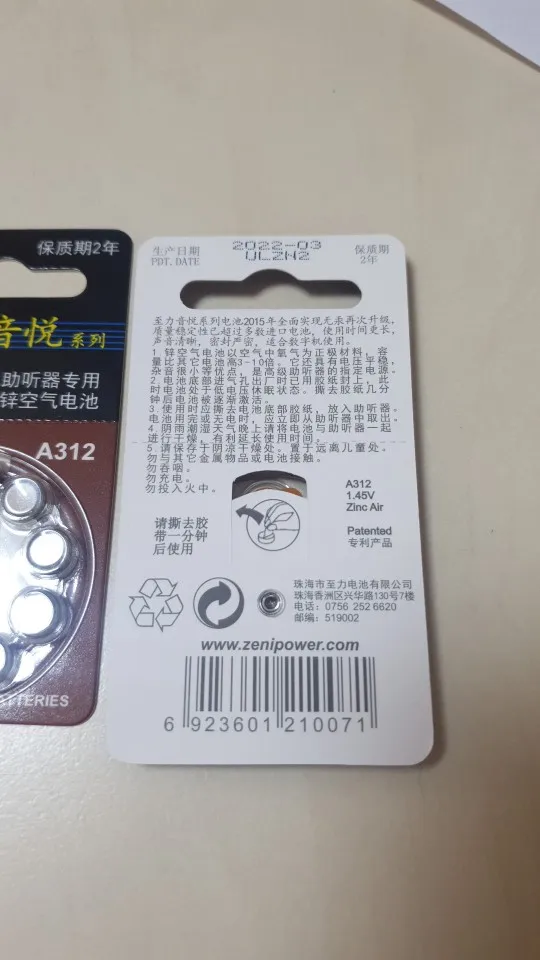 保质期2年
音悦系列
助听器专用
锌空气电池
A312
TTERIES
生产日期
PDT.DATE
2022-03
ULZN2
保质期
2年
至力音悦系列电池2015年全面实现无汞再次升级,
质量稳定性已超过多数进口电池, 使用时间更长,
声音清晰, 密封严密, 适合数字机使用。
1. 锌空气电池以空气中氧气为正极材料, 容
量比其它电池高3-10倍。它还具有电压平稳,
杂音很小等优点, 是高级助听器的指定电源。
2. 电池底部进气孔出厂时已用胶纸封上, 此
时电池处于低电压休眠状态。撕去胶纸几分
钟后电池被逐渐激活。
3. 使用时应撕去电池底部胶纸, 放入助听器。
电池用完或无电时, 应立即从助听器中取出。
4. 阴雨潮湿天气晚上请将电池与助听器一起
进行干燥, 有利延长使用时间。
5. 请保存于阴凉干燥处。置于远离儿童处。
勿与其它金属物品或电池接触。
勿吞咽。
勿充电。
勿投入火中。
请撕去胶
带一分钟
后使用
A312
1.45V
Zinc Air
Patented
专利产品
珠海市至力电池有限公司
珠海香洲区兴华路130号7楼
电话: 0756 252 6620
邮编: 519002
www.zenipower.com
6 923601 210071